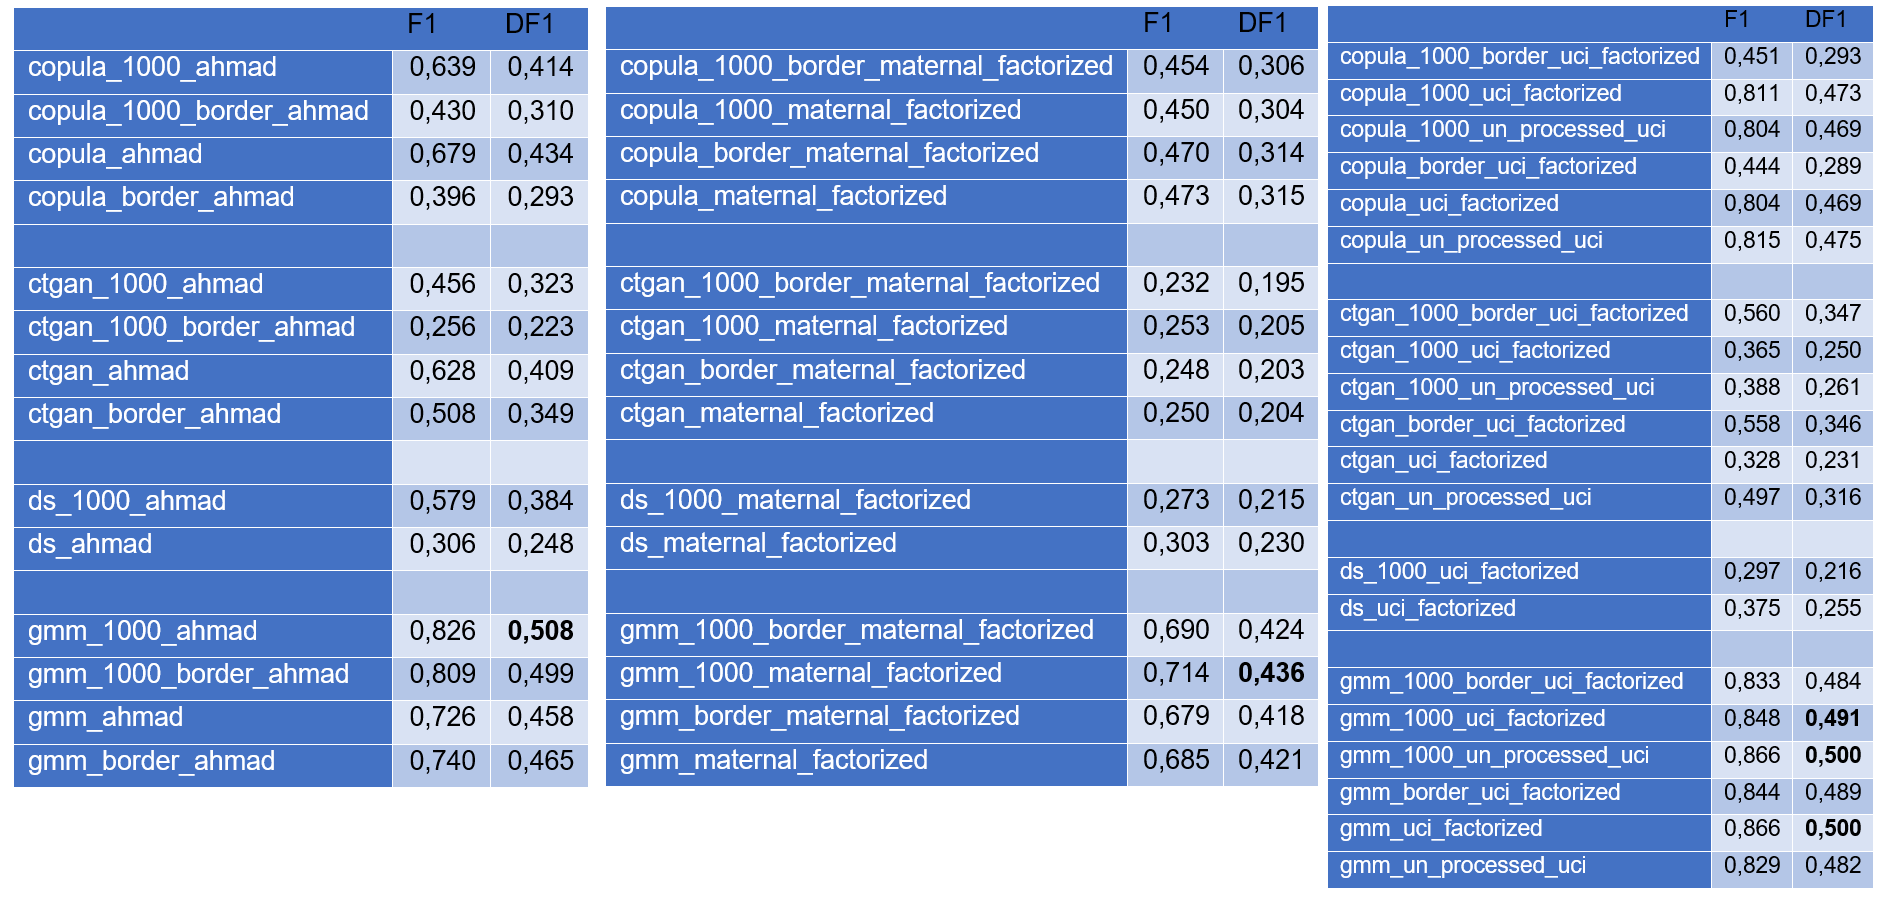 F1 DF1
copula_1000_ahmad 0,639 0,414
copula_1000_border_ahmad 0,430 0,310
copula_ahmad 0,679 0,434
copula_border_ahmad 0,396 0,293
ctgan_1000_ahmad 0,456 0,323
ctgan_1000_border_ahmad 0,256 0,223
ctgan_ahmad 0,628 0,409
ctgan_border_ahmad 0,508 0,349
ds_1000_ahmad 0,579 0,384
ds_ahmad 0,306 0,248
gmm_1000_ahmad 0,826 0,508
gmm_1000_border_ahmad 0,809 0,499
gmm_ahmad 0,726 0,458
gmm_border_ahmad 0,740 0,465
F1 DF1
copula_1000_border_maternal_factorized 0,454 0,306
copula_1000_maternal_factorized 0,450 0,304
copula_border_maternal_factorized 0,470 0,314
copula_maternal_factorized 0,473 0,315
ctgan_1000_border_maternal_factorized 0,232 0,195
ctgan_1000_maternal_factorized 0,253 0,205
ctgan_border_maternal_factorized 0,248 0,203
ctgan_maternal_factorized 0,250 0,204
ds_1000_maternal_factorized 0,273 0,215
ds_maternal_factorized 0,303 0,230
gmm_1000_border_maternal_factorized 0,690 0,424
gmm_1000_maternal_factorized 0,714 0,436
gmm_border_maternal_factorized 0,679 0,418
gmm_maternal_factorized 0,685 0,421
F1 DF1
copula_1000_border_uci_factorized 0,451 0,293
copula_1000_uci_factorized 0,811 0,473
copula_1000_un_processed_uci 0,804 0,469
copula_border_uci_factorized 0,444 0,289
copula_uci_factorized 0,804 0,469
copula_un_processed_uci 0,815 0,475
ctgan_1000_border_uci_factorized 0,560 0,347
ctgan_1000_uci_factorized 0,365 0,250
ctgan_1000_un_processed_uci 0,388 0,261
ctgan_border_uci_factorized 0,558 0,346
ctgan_uci_factorized 0,328 0,231
ctgan_un_processed_uci 0,497 0,316
ds_1000_uci_factorized 0,297 0,216
ds_uci_factorized 0,375 0,255
gmm_1000_border_uci_factorized 0,833 0,484
gmm_1000_uci_factorized 0,848 0,491
gmm_1000_un_processed_uci 0,866 0,500
gmm_border_uci_factorized 0,844 0,489
gmm_uci_factorized 0,866 0,500
gmm_un_processed_uci 0,829 0,482